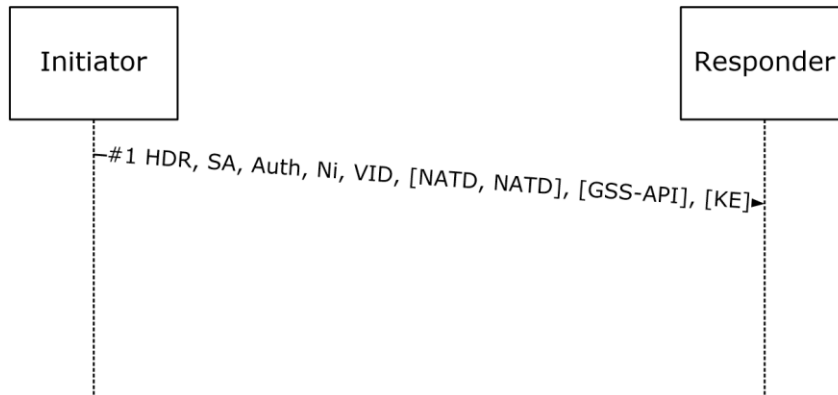 Initiator
Responder
#1 HDR, SA, Auth, Ni, VID, [NATD, NATD], [GSS-API], [KE]